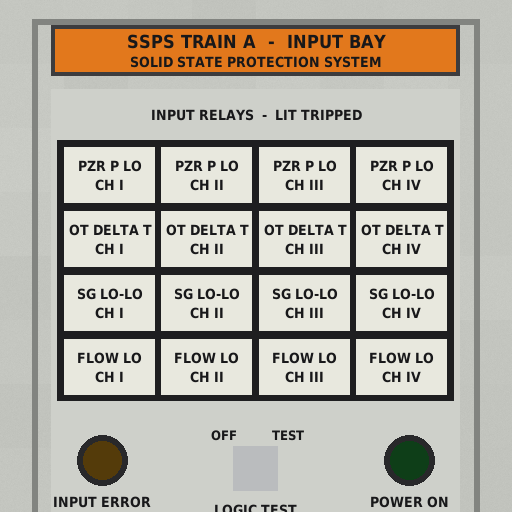 SSPS TRAIN A - INPUT BAY
SOLID STATE PROTECTION SYSTEM
INPUT RELAYS - LIT TRIPPED
PZR P LO CH I
PZR P LO CH II
PZR P LO CH III
PZR P LO CH IV
OT DELTA T CH I
OT DELTA T CH II
OT DELTA T CH III
OT DELTA T CH IV
SG LO-LO CH I
SG LO-LO CH II
SG LO-LO CH III
SG LO-LO CH IV
FLOW LO CH I
FLOW LO CH II
FLOW LO CH III
FLOW LO CH IV
OFF TEST
INPUT ERROR
LOGIC TEST
POWER ON